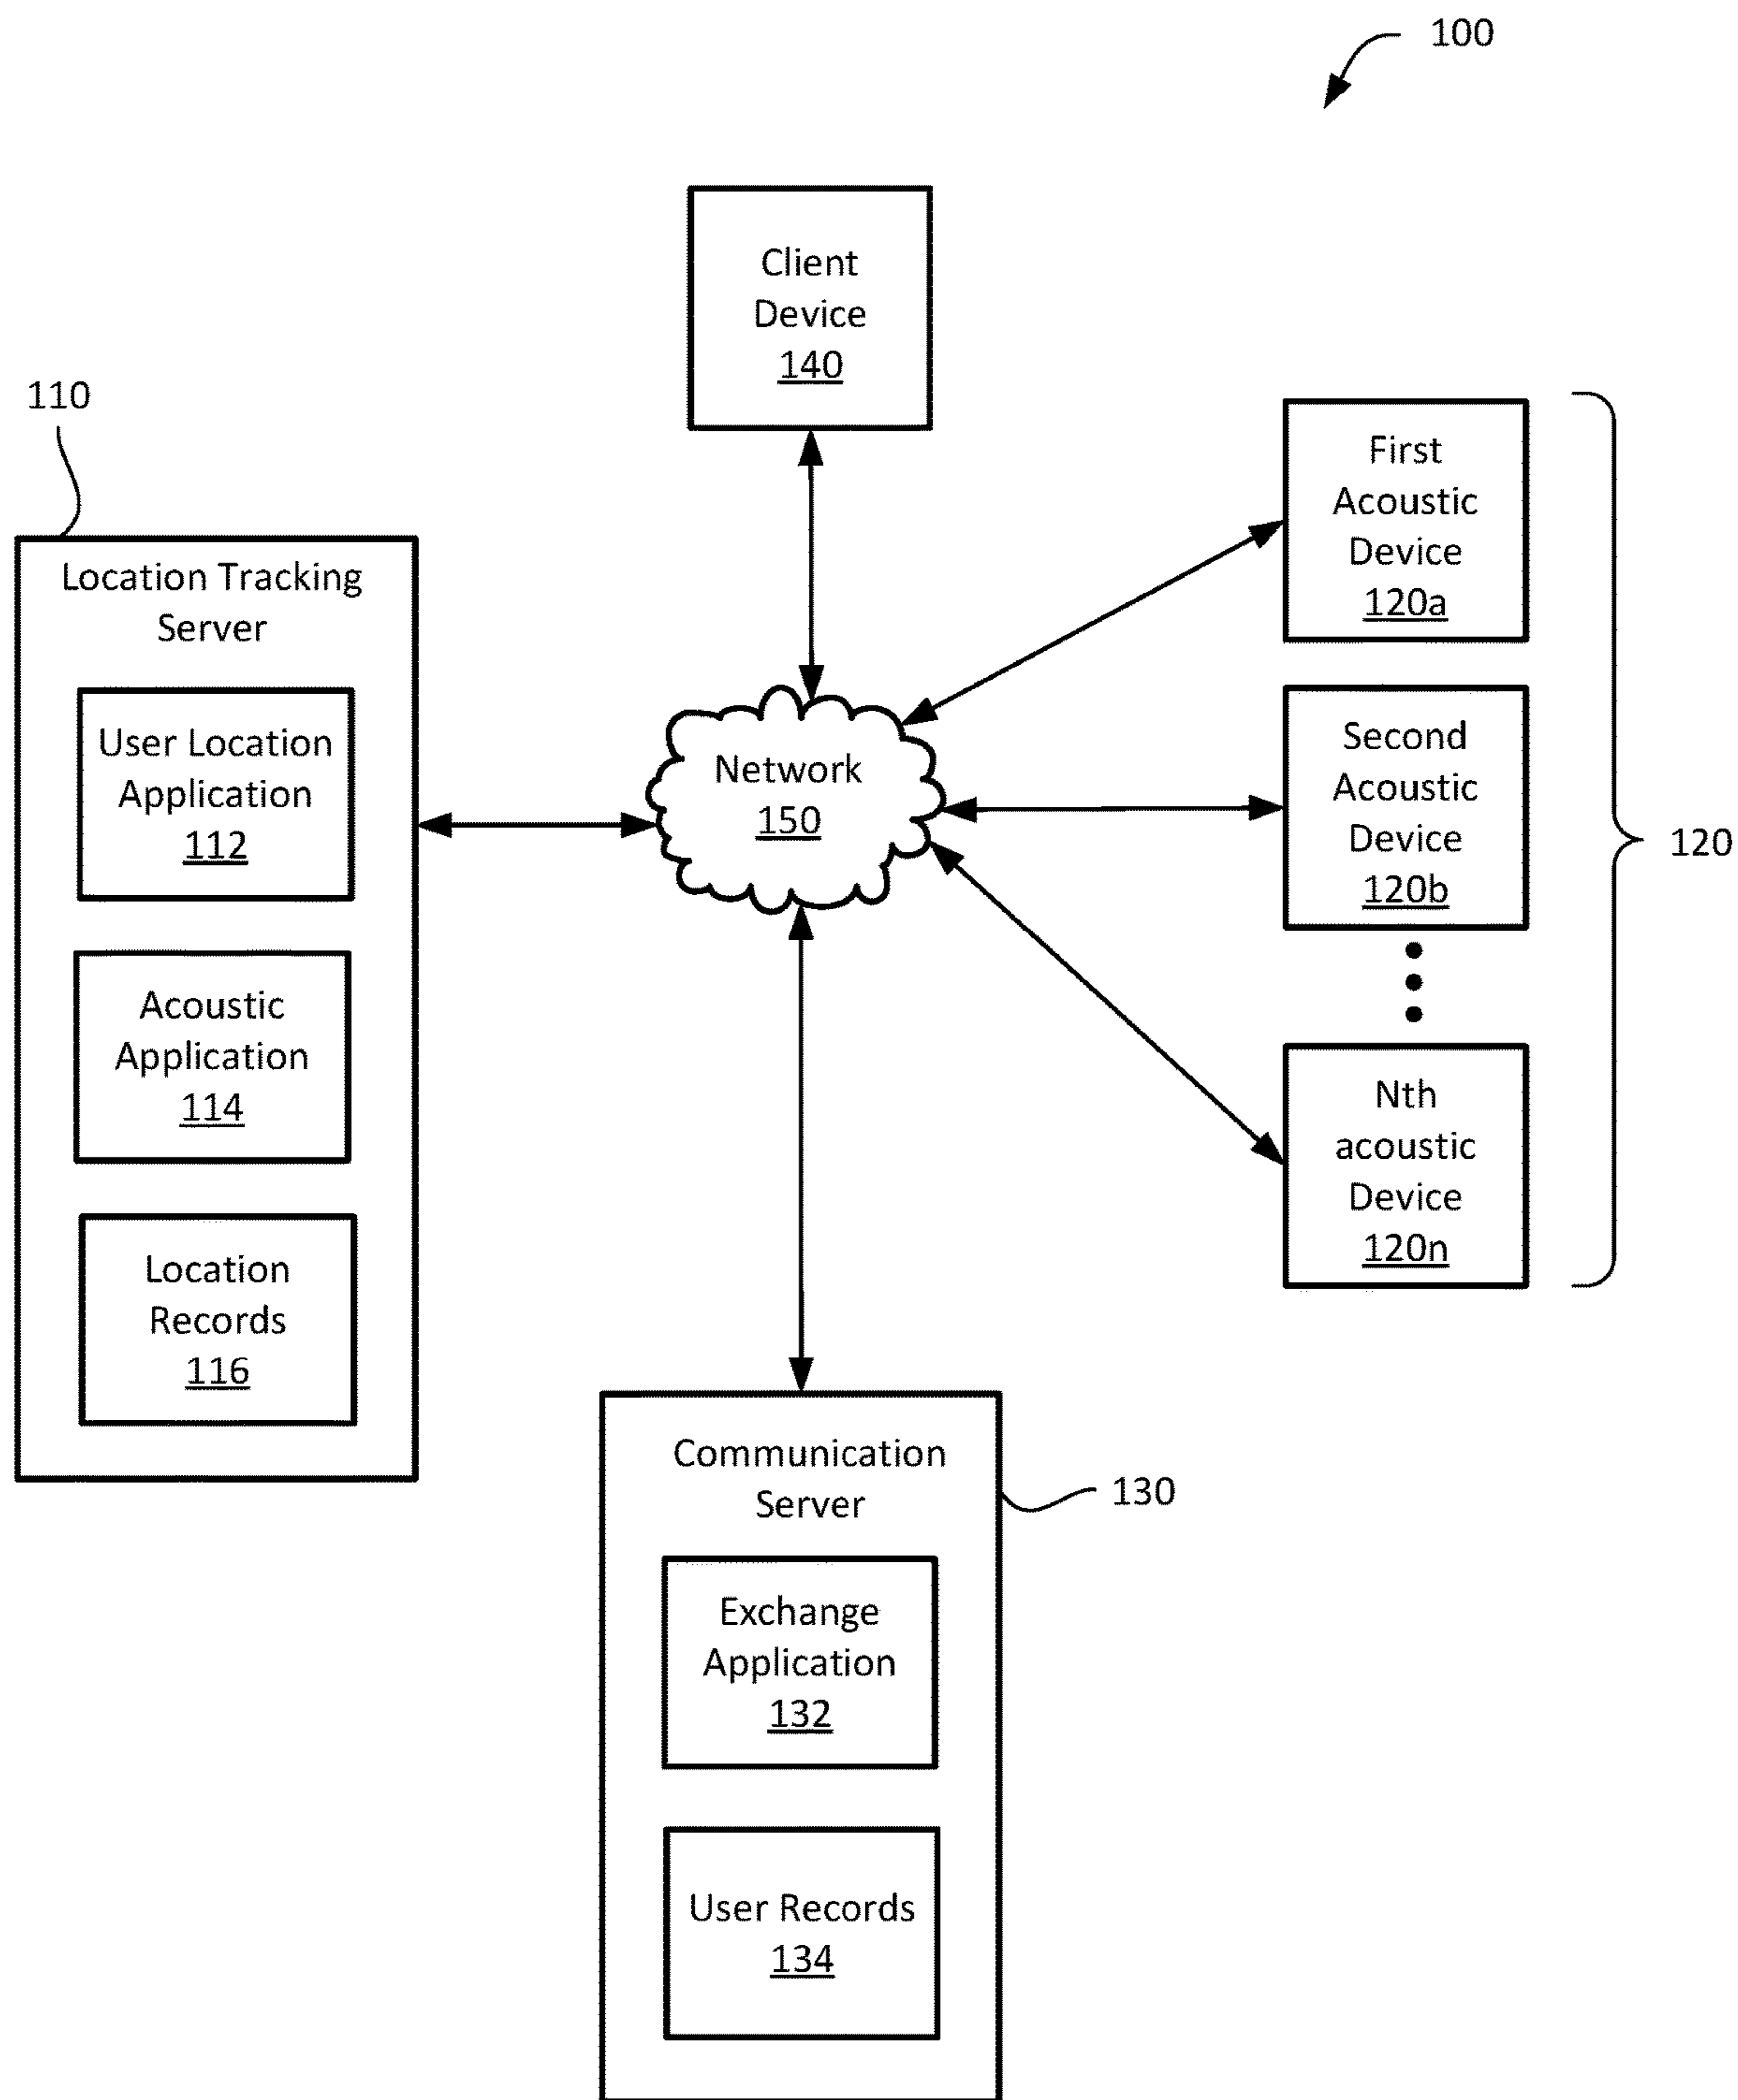 100
Client
Device
140
110
Location Tracking
Server
User Location
Application
112
Acoustic
Application
114
Location
Records
116
Network
150
First
Acoustic
Device
120a
Second
Acoustic
Device
120b
Nth
acoustic
Device
120n
120
Communication
Server
130
Exchange
Application
132
User Records
134